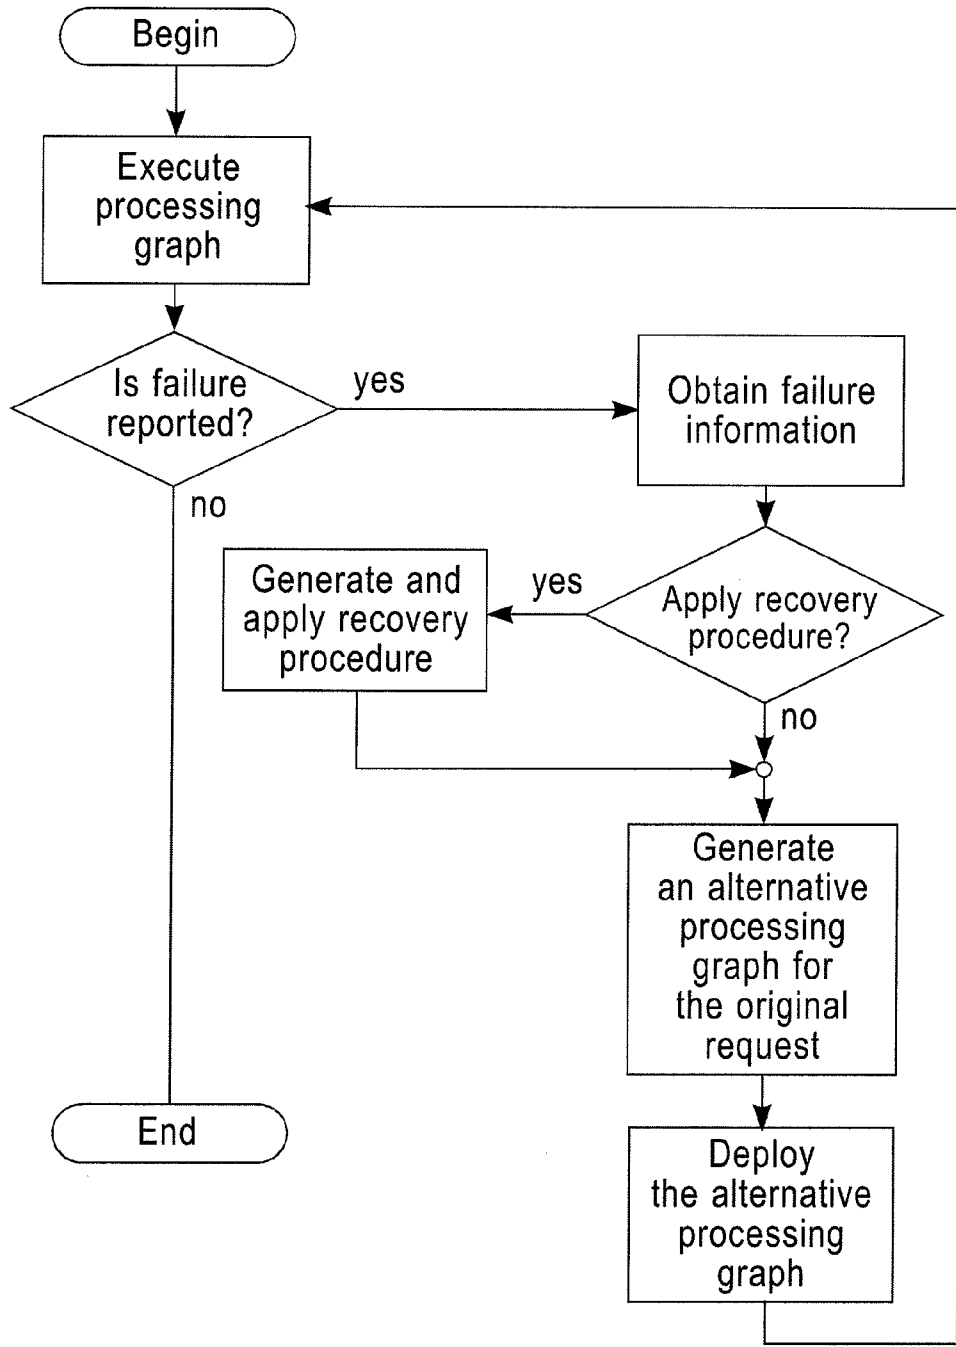 Begin
Execute
processing
graph
Is failure
reported?
yes
no
Obtain failure
information
Apply recovery
procedure?
yes
no
Generate and
apply recovery
procedure
Generate
an alternative
processing
graph for
the original
request
Deploy
the alternative
processing
graph
End